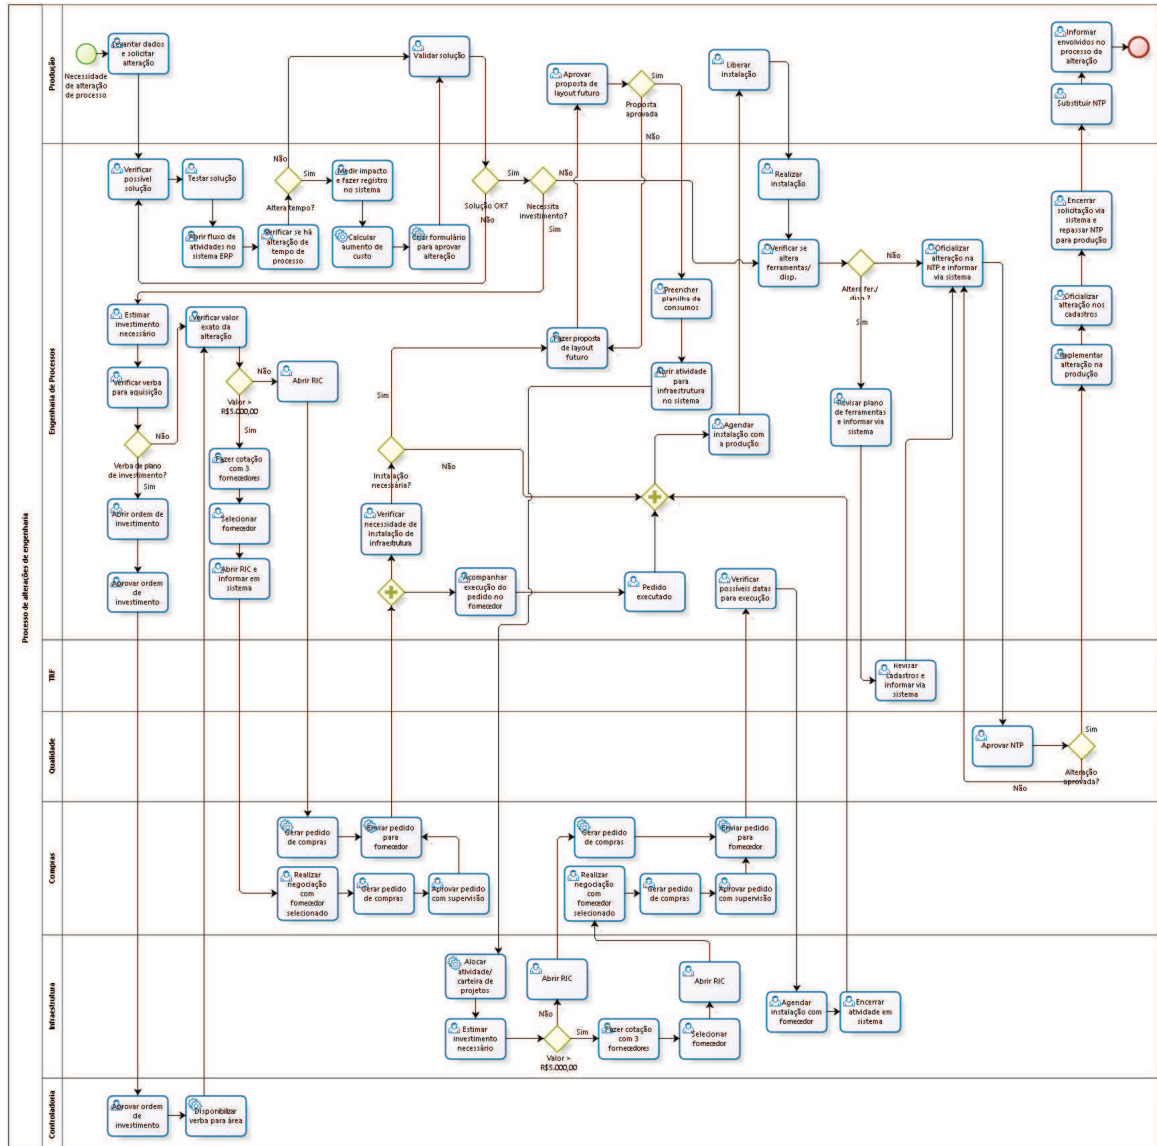 Processo de alterações de engenharia
Produção
Necessidade
de alteração
de processo
Levantar dados
e solicitar
alteração
Validar solução
Aprovar
proposta de
layout futuro
Sim
Proposta
aprovada
Não
Liberar
instalação
Informar
envolvidos no
processo da
alteração
Substituir NTP
Engenharia de Processos
Verificar
possível
solução
Testar solução
Abrir fluxo de
atividades no
sistema ERP
Verificar se há
alteração de
tempo de
processo
Não
Sim
Altera tempo?
Medir impacto
e fazer registro
no sistema
Calcular
aumento de
custo
Criar formulário
para aprovar
alteração
Solução OK?
Sim
Não
Necessita
investimento?
Não
Sim
Realizar
instalação
Verificar se
altera
ferramentas/
disp.
Altera fer./
disp.?
Não
Sim
Oficializar
alteração na
NTP e informar
via sistema
Encerrar
solicitação via
sistema e
repassar NTP
para produção
Oficializar
alteração nos
cadastros
Implementar
alteração na
produção
Estimar
investimento
necessário
Verificar verba
para aquisição
Verba de plano
de investimento?
Não
Sim
Abrir ordem de
investimento
Aprovar ordem
de
investimento
Verificar valor
exato da
alteração
Não
Valor >
R$5.000,00
Sim
Abrir RIC
Fazer cotação
com 3
fornecedores
Selecionar
fornecedor
Abrir RIC e
informar em
sistema
Sim
Não
Instalação
necessária?
Verificar
necessidade de
instalação de
infraestrutura
Acompanhar
execução do
pedido no
fornecedor
Pedido
executado
Fazer proposta
de layout
futuro
Preencher
planilha de
consumos
Abrir atividade
para
infraestrutura
no sistema
Agendar
instalação com
a produção
Verificar
possíveis datas
para execução
Revisar plano
de ferramentas
e informar via
sistema
TRF
Revisar
cadastros e
informar via
sistema
Qualidade
Aprovar NTP
Sim
Alteração
aprovada?
Não
Compras
Gerar pedido
de compras
Enviar pedido
para
fornecedor
Realizar
negociação
com
fornecedor
selecionado
Gerar pedido
de compras
Aprovar pedido
com supervisão
Gerar pedido
de compras
Enviar pedido
para
fornecedor
Realizar
negociação
com
fornecedor
selecionado
Gerar pedido
de compras
Aprovar pedido
com supervisão
Infraestrutura
Alocar
atividade/
carteira de
projetos
Estimar
investimento
necessário
Abrir RIC
Não
Sim
Valor >
R$5.000,00
Fazer cotação
com 3
fornecedores
Abrir RIC
Selecionar
fornecedor
Agendar
instalação com
fornecedor
Encerrar
atividade em
sistema
Controladoria
Aprovar ordem
de
investimento
Disponibilizar
verba para área